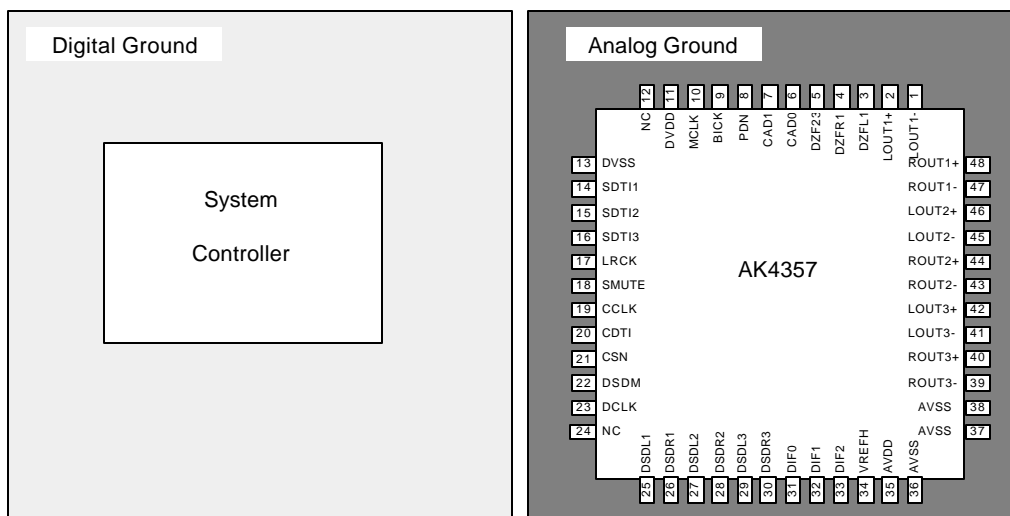 Digital Ground
System
Controller
Analog Ground
AK4357
12 11 10 9 8 7 6 5 4 3 2 1
NC DVDD MCLK BICK PDN CAD1 CAD0 DZF23 DZFR1 DZFL1 LOUT1+ LOUT1-
13 DVSS
14 SDTI1
15 SDTI2
16 SDTI3
17 LRCK
18 SMUTE
19 CCLK
20 CDTI
21 CSN
22 DSDM
23 DCLK
24 NC
ROUT1+ 48
ROUT1- 47
LOUT2+ 46
LOUT2- 45
ROUT2+ 44
ROUT2- 43
LOUT3+ 42
LOUT3- 41
ROUT3+ 40
ROUT3- 39
AVSS 38
AVSS 37
DSDL1 DSDR1 DSDL2 DSDR2 DSDL3 DSDR3 DIF0 DIF1 DIF2 VREFH AVDD AVSS
25 26 27 28 29 30 31 32 33 34 35 36